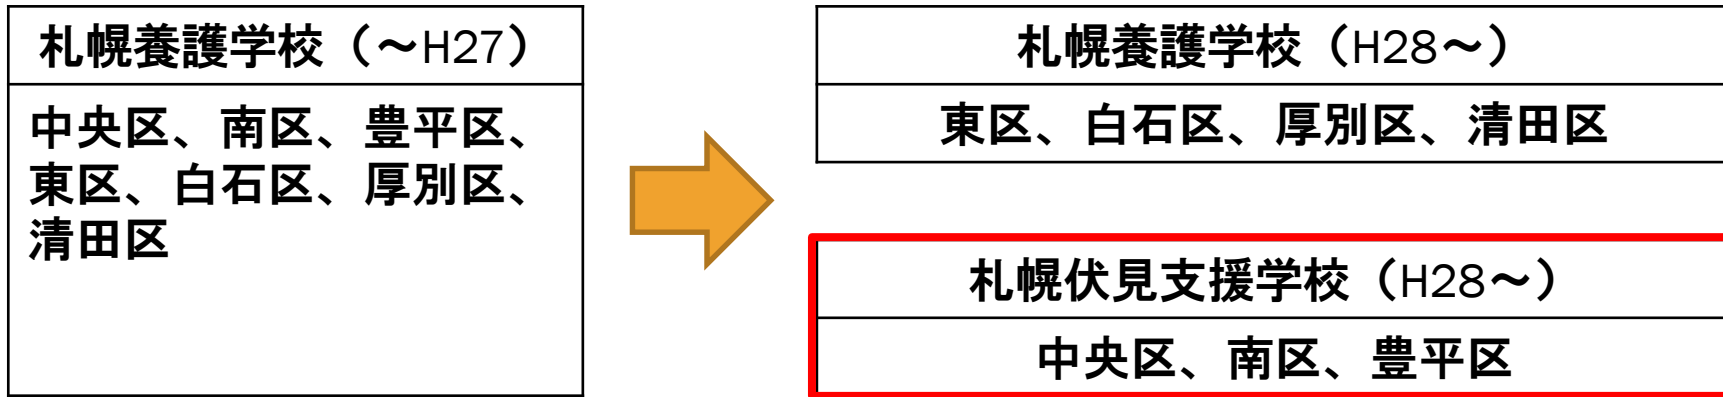 札幌養護学校（～H27）
中央区、南区、豊平区、
東区、白石区、厚別区、
清田区
札幌養護学校（H28～）
東区、白石区、厚別区、清田区
札幌伏見支援学校（H28～）
中央区、南区、豊平区